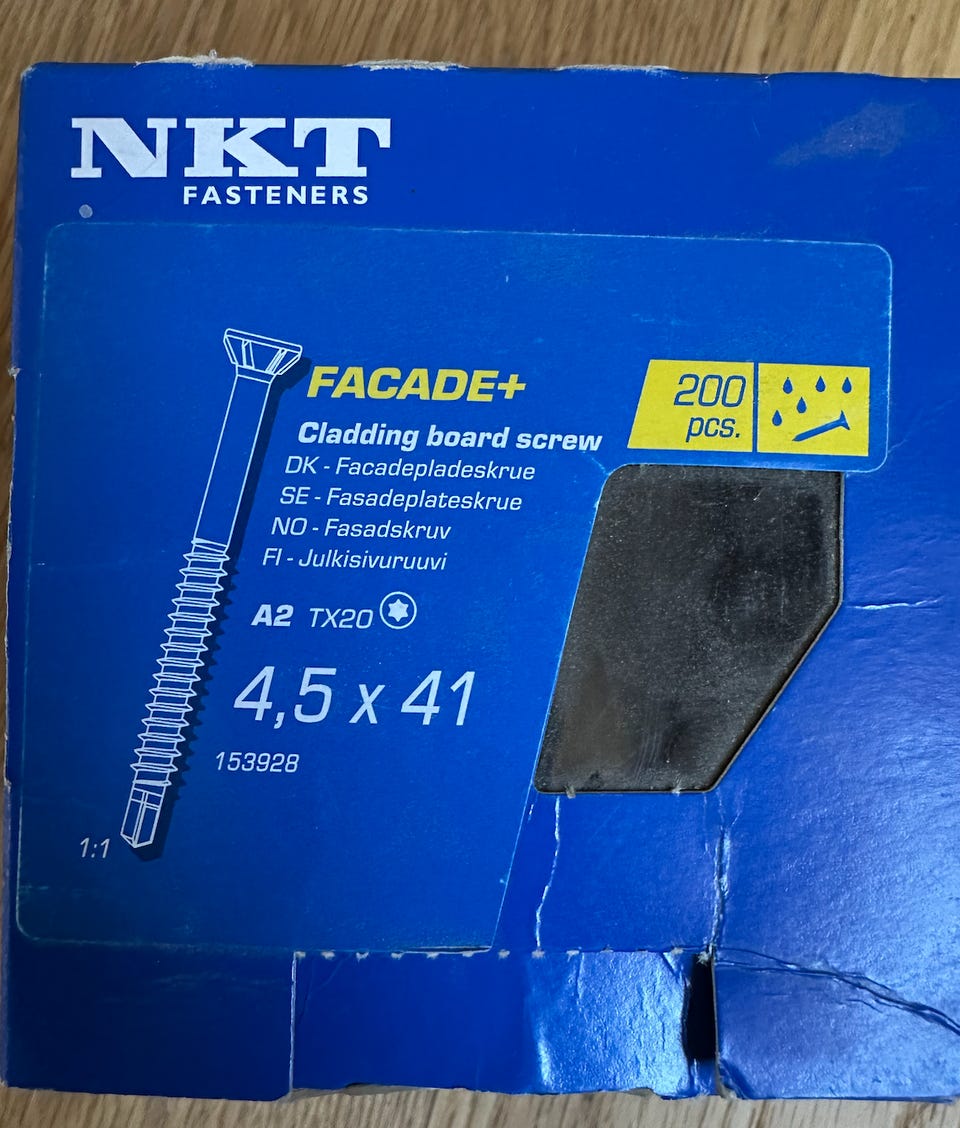 NKT
FASTENERS
FACADE+
Cladding board screw
DK - Facadepladeskrue
SE - Fasadeplateskrue
NO - Fasadskruv
FI - Julkisivuruuvi
200
pcs.
A2 TX20
4,5 x 41
153928
1:1